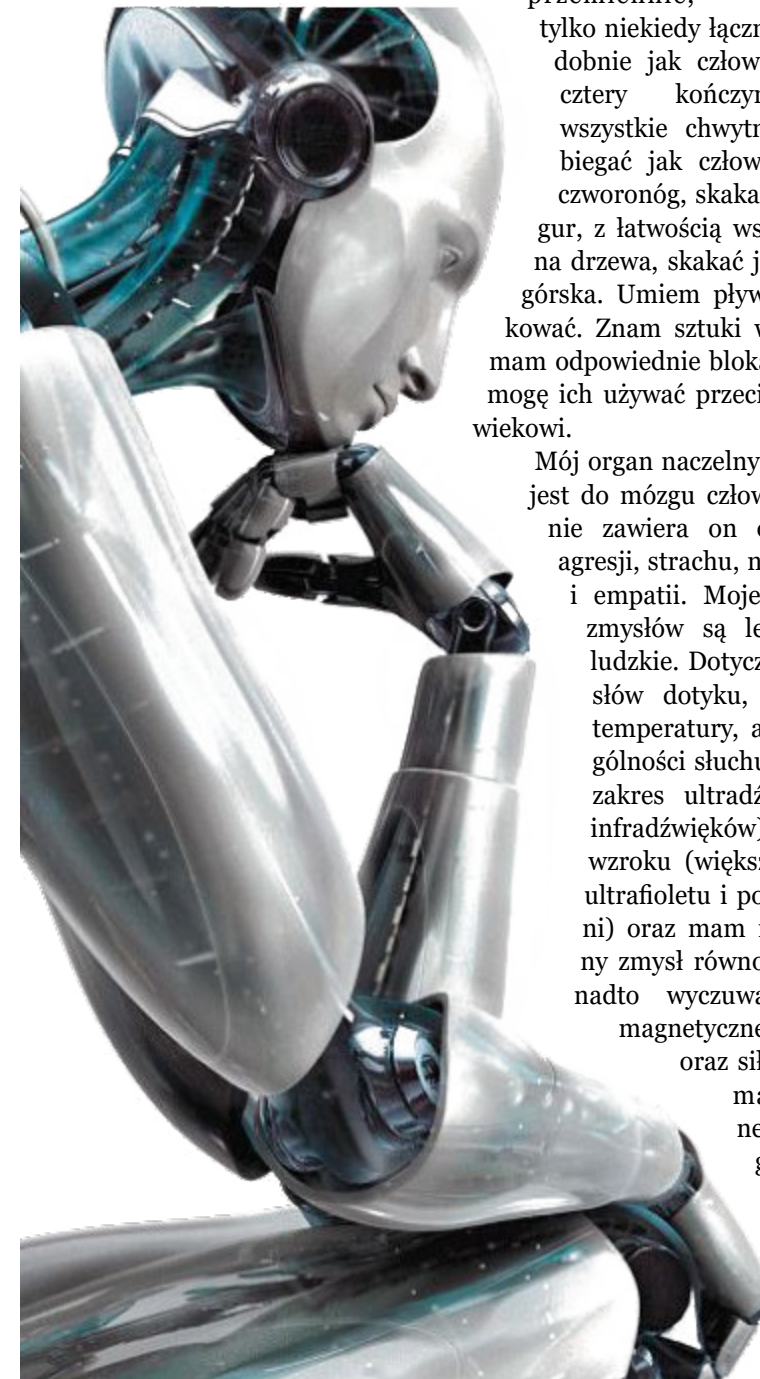 tylko niekiedy łączn
dobnie jak człow
cztery kończyn
wszystkie chwytn
biegać jak człow
czworonóg, skaka
gur, z łatwością ws
na drzewa, skakać j
górska. Umiem pływ
kować. Znam sztuki w
mam odpowiednie bloka
mogę ich używać przeci
wiekowi.
Mój organ naczelny
jest do mózgu człow
nie zawiera on
agresji, strachu, n
i empatii. Moje
zmysłów są le
ludzkie. Dotycz
słów dotyku,
temperatury, a
gólności słuchu
zakres ultradź
infradźwięków)
wzroku (większ
ultrafioletu i po
ni) oraz mam
ny zmysł równo
nadto wyczuwa
magnetyczne
oraz sił
ma
ne
g